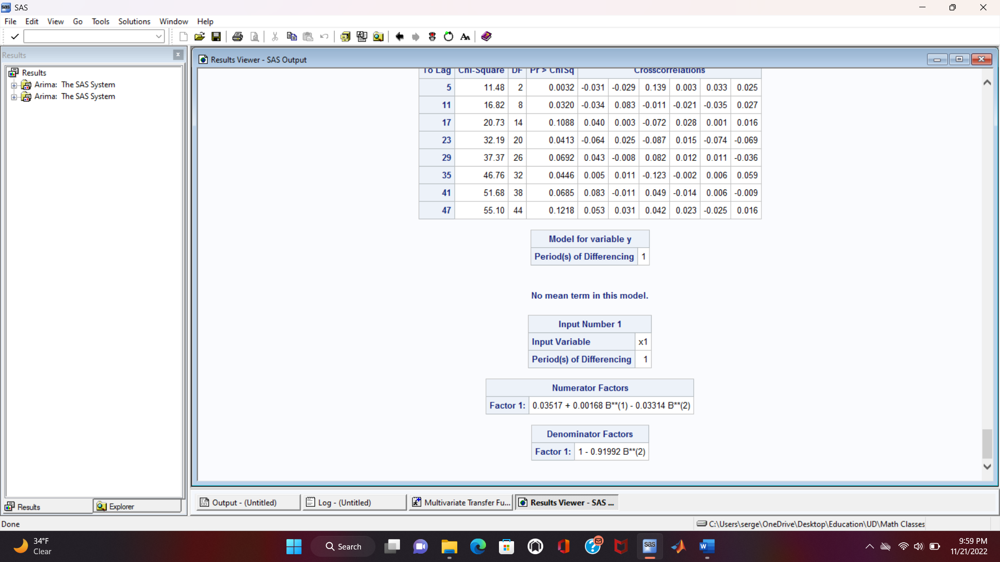 SAS
File Edit View Go Tools Solutions Window Help
Results
Results Viewer - SAS Output
Results
Arima: The SAS System
Arima: The SAS System
To Lag Chi-Square DF Pr > ChiSq Crosscorrelations
5 11.48 2 0.0032 -0.031 -0.029 0.139 0.003 0.033 0.025
11 16.82 8 0.0320 -0.034 0.083 -0.011 -0.021 -0.035 0.027
17 20.73 14 0.1088 0.040 0.003 -0.072 0.028 0.001 0.016
23 32.19 20 0.0413 -0.064 0.025 -0.087 0.015 -0.074 -0.069
29 37.37 26 0.0692 0.043 -0.008 0.082 0.012 0.011 -0.036
35 46.76 32 0.0446 0.005 0.011 -0.123 -0.002 0.006 0.059
41 51.68 38 0.0685 0.083 -0.011 0.049 -0.014 0.006 -0.009
47 55.10 44 0.1218 0.053 0.031 0.042 0.023 -0.025 0.016
Model for variable y
Period(s) of Differencing 1
No mean term in this model.
Input Number 1
Input Variable x1
Period(s) of Differencing 1
Numerator Factors
Factor 1: 0.03517 + 0.00168 B**(1) - 0.03314 B**(2)
Denominator Factors
Factor 1: 1 - 0.91992 B**(2)
Results Explorer
Output - (Untitled) Log - (Untitled) Multivariate Transfer Fu... Results Viewer - SAS ...
Done C:\Users\serge\OneDrive\Desktop\Education\UD\Math Classes
34°F
Clear
Search
9:59 PM
11/21/2022